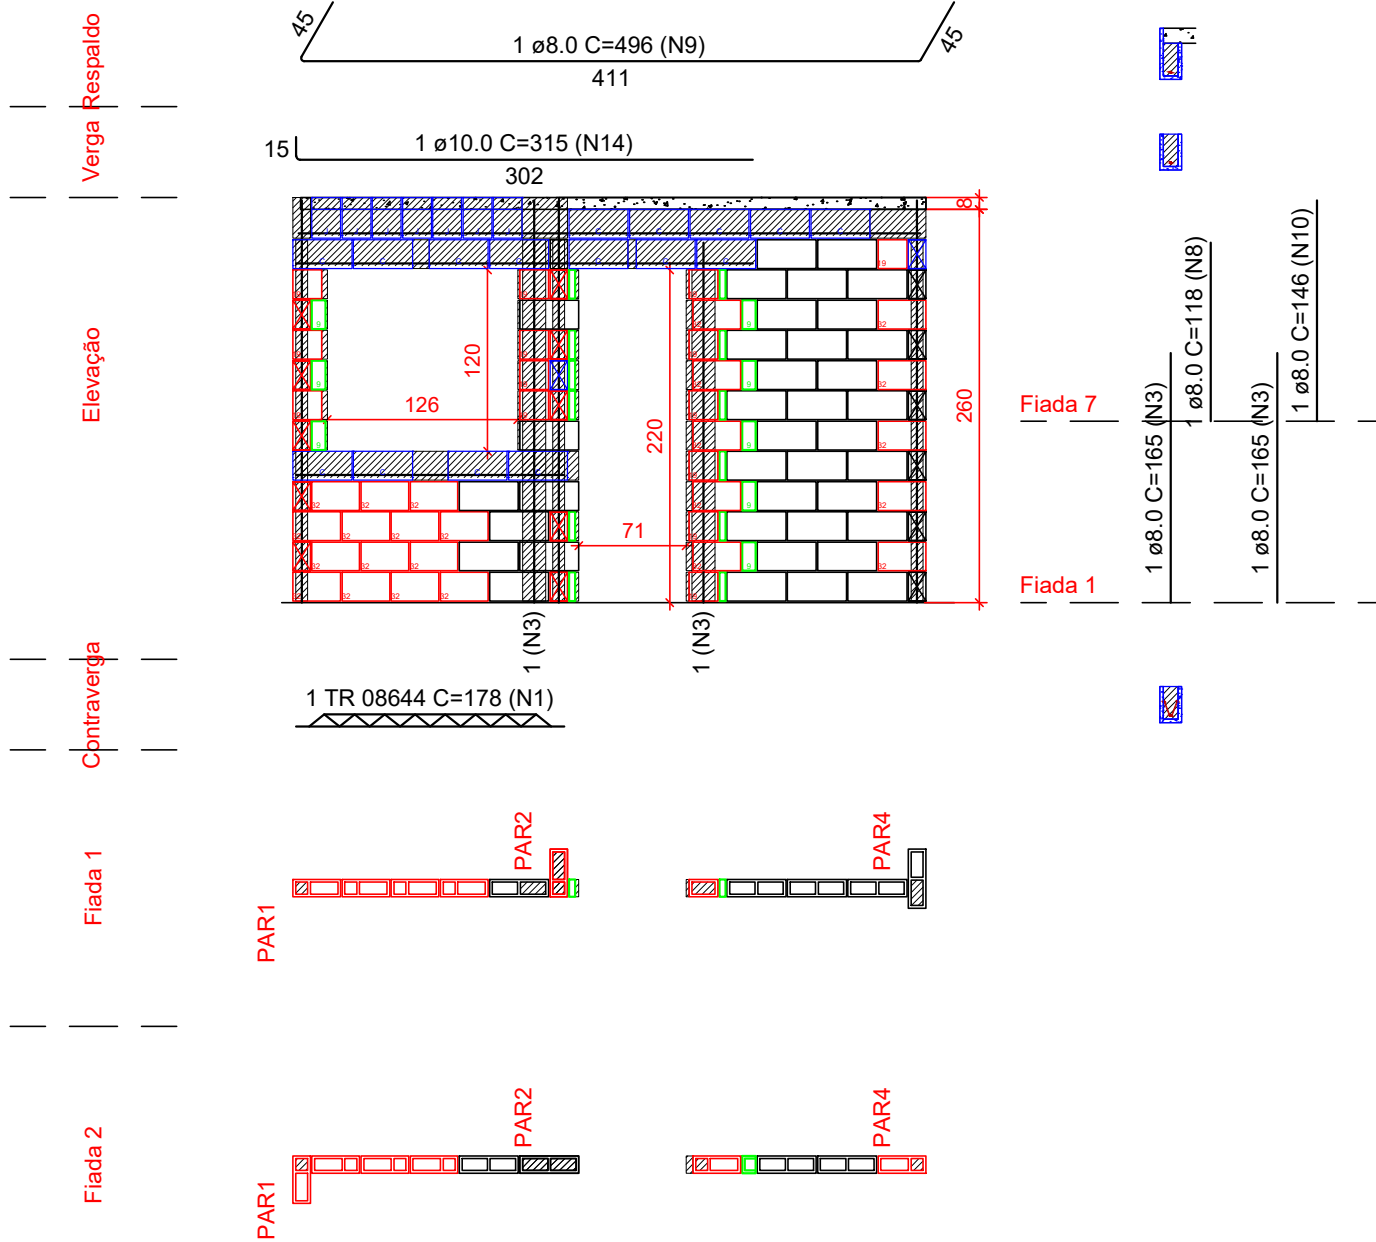 Respaldo
45
1 ø8.0 C=496 (N9)
411
45
Verga
15
1 ø10.0 C=315 (N14)
302
Elevação
8
120
126
220
71
260
Fiada 7
Fiada 1
1 ø8.0 C=165 (N3)
1 ø8.0 C=118 (N8)
1 ø8.0 C=165 (N3)
1 ø8.0 C=146 (N10)
1 (N3)
1 (N3)
Contraverga
1 TR 08644 C=178 (N1)
Fiada 1
PAR1
PAR2
PAR4
Fiada 2
PAR1
PAR2
PAR4